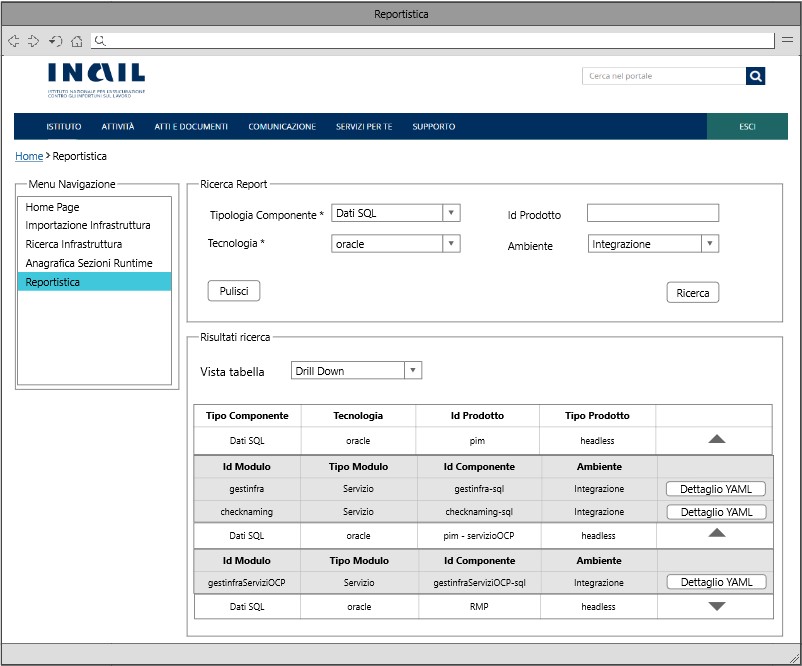 Reportistica
INAIL
ISTITUTO NAZIONALE PER L'ASSICURAZIONE
CONTRO GLI INFORTUNI SUL LAVORO
Cerca nel portale
ISTITUTO ATTIVITÀ ATTI E DOCUMENTI COMUNICAZIONE SERVIZI PER TE SUPPORTO ESCI
Home > Reportistica
Menu Navigazione
Home Page
Importazione Infrastruttura
Ricerca Infrastruttura
Anagrafica Sezioni Runtime
Reportistica
Ricerca Report
Tipologia Componente * Dati SQL Id Prodotto
Tecnologia * oracle Ambiente Integrazione
Pulisci Ricerca
Risultati ricerca
Vista tabella Drill Down
Tipo Componente Tecnologia Id Prodotto Tipo Prodotto
Dati SQL oracle pim headless
Id Modulo Tipo Modulo Id Componente Ambiente
gestinfra Servizio gestinfra-sql Integrazione Dettaglio YAML
checknaming Servizio checknaming-sql Integrazione Dettaglio YAML
Dati SQL oracle pim - servizioOCP headless
Id Modulo Tipo Modulo Id Componente Ambiente
gestinfraServiziOCP Servizio gestinfraServiziOCP-sql Integrazione Dettaglio YAML
Dati SQL oracle RMP headless